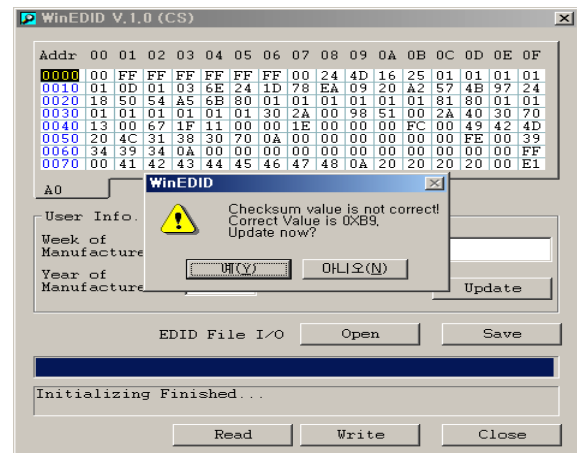 WinEDID V.1.0 (CS)
Addr 00 01 02 03 04 05 06 07 08 09 0A 0B 0C 0D 0E 0F
0000 00 FF FF FF FF FF FF 00 24 4D 16 25 01 01 01 01
0010 01 0D 01 03 6E 24 1D 78 EA 09 20 A2 57 4B 97 24
0020 18 50 54 A5 6B 80 01 01 01 01 01 01 81 80 01 01
0030 01 01 01 01 01 01 30 2A 00 98 51 00 2A 40 30 70
0040 13 00 67 1F 11 00 00 1E 00 00 00 FC 00 49 42 4D
0050 20 4C 31 38 30 70 0A 00 00 00 00 00 00 FE 00 39
0060 34 39 34 0A 00 00 00 00 00 00 00 00 00 00 00 FF
0070 00 41 42 43 44 45 46 47 48 0A 20 20 20 20 00 E1
A0
WinEDID
Checksum value is not correct!
Correct Value is 0XB9,
Update now?
예(Y)
아니오(N)
User Info.
Week of
Manufacture
Year of
Manufacture
Update
EDID File I/O
Open
Save
Initializing Finished...
Read
Write
Close